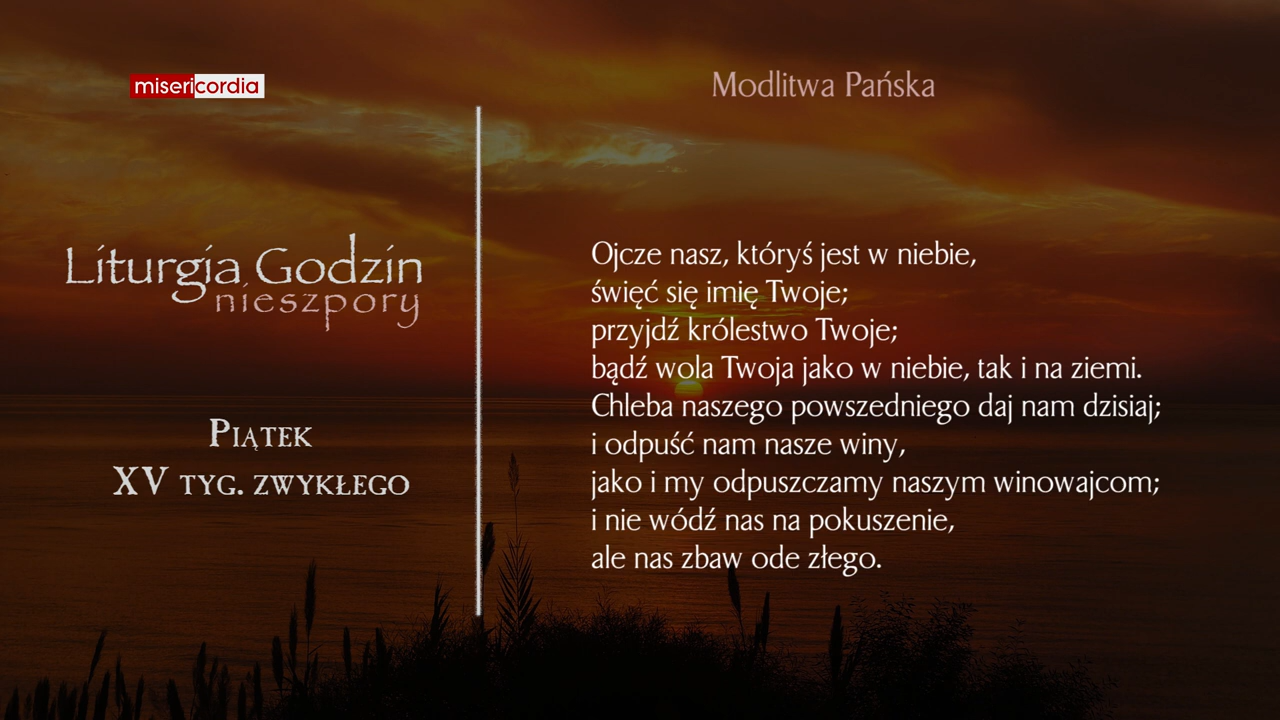 misericordia
Liturgia Godzin
nieszpory
Piątek
XV tyg. zwykłego
Modlitwa Pańska
Ojcze nasz, któryś jest w niebie,
święć się imię Twoje;
przyjdź królestwo Twoje;
bądź wola Twoja jako w niebie, tak i na ziemi.
Chleba naszego powszedniego daj nam dzisiaj;
i odpuść nam nasze winy,
jako i my odpuszczamy naszym winowajcom;
i nie wódź nas na pokuszenie,
ale nas zbaw ode złego.